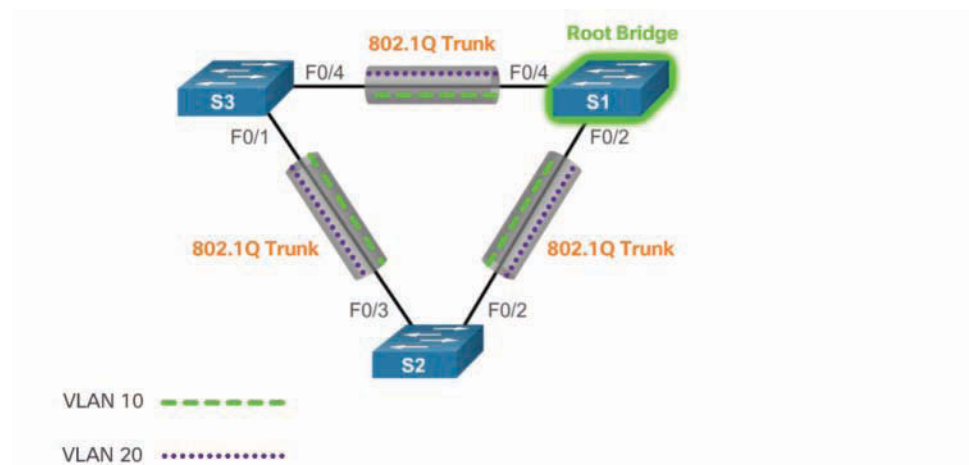 Root Bridge
802.1Q Trunk
F0/4
F0/4
S3
S1
F0/1
F0/2
802.1Q Trunk
802.1Q Trunk
F0/3
F0/2
S2
VLAN 10
VLAN 20